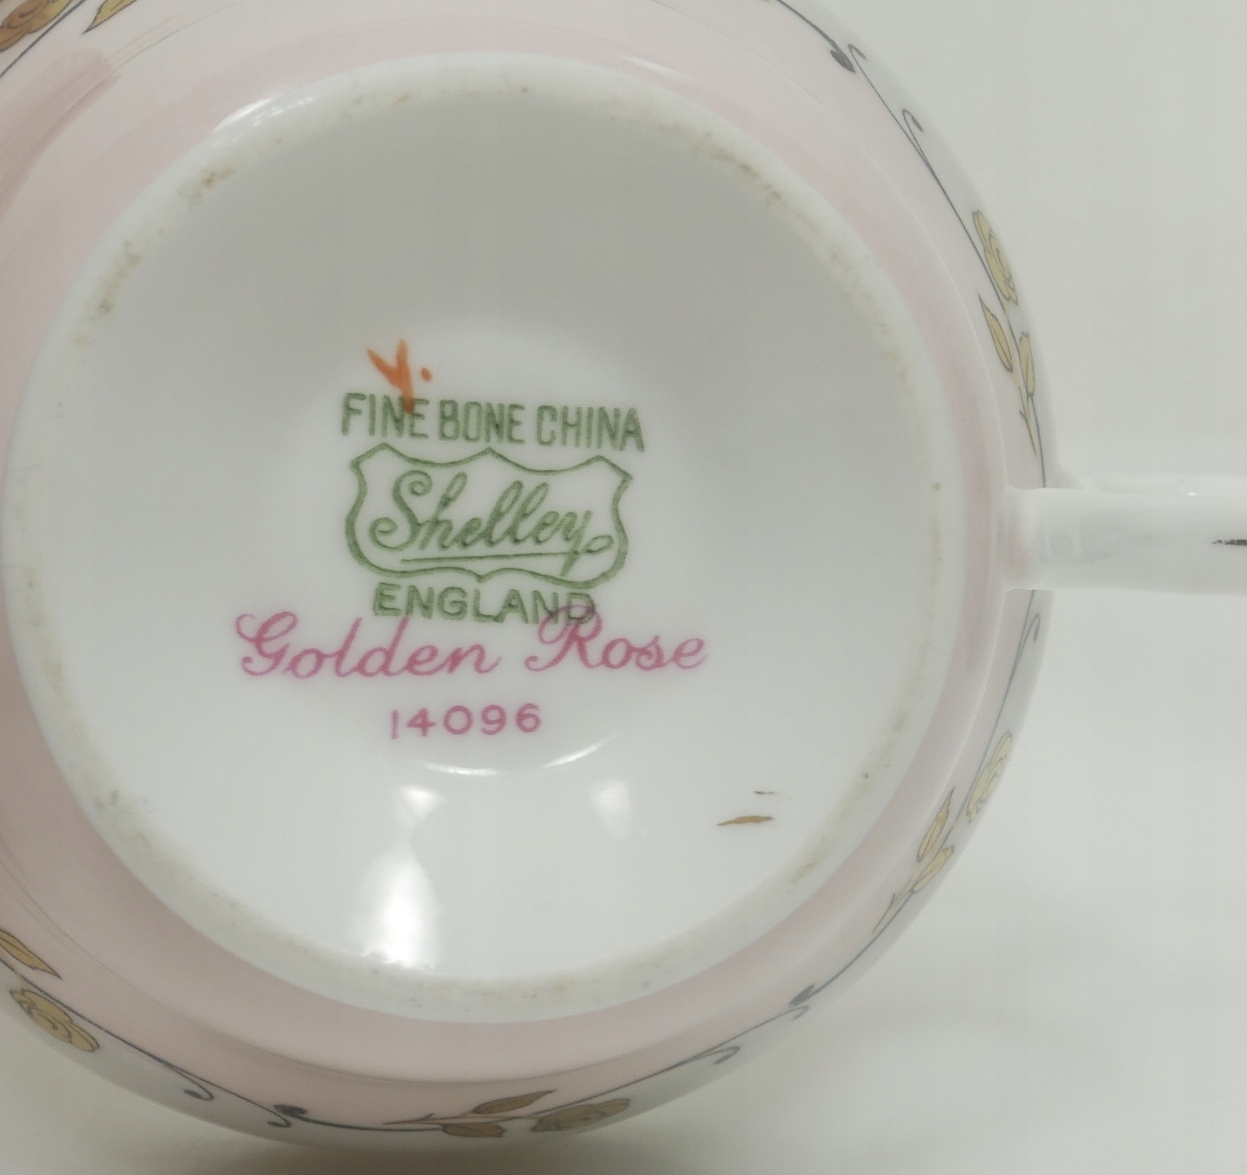 Y.
FINE BONE CHINA
Shelley
ENGLAND
Golden Rose
14096